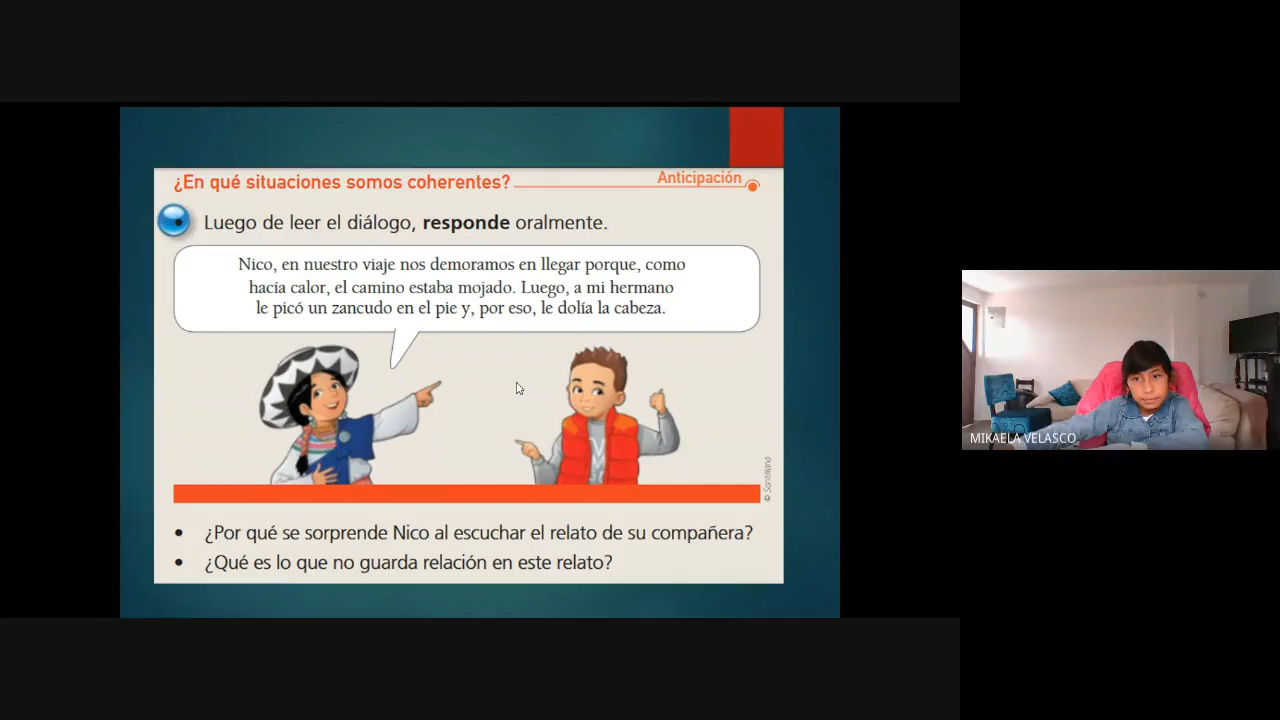 ¿En qué situaciones somos coherentes?
Anticipación
Luego de leer el diálogo, responde oralmente.
Nico, en nuestro viaje nos demoramos en llegar porque, como
hacía calor, el camino estaba mojado. Luego, a mi hermano
le picó un zancudo en el pie y, por eso, le dolía la cabeza.
© Santillana
• ¿Por qué se sorprende Nico al escuchar el relato de su compañera?
• ¿Qué es lo que no guarda relación en este relato?
MIKAELA VELASCO